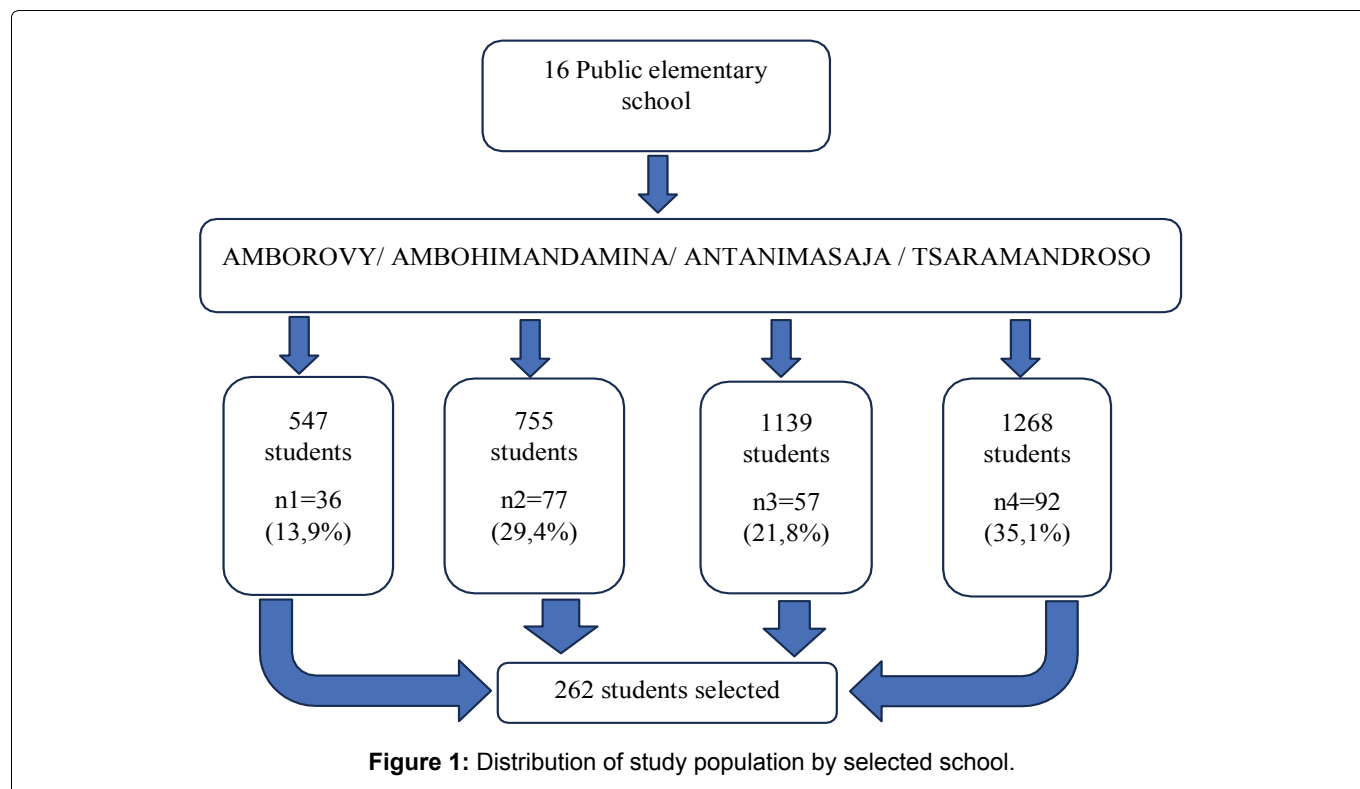 16 Public elementary
school
AMBOROVY/ AMBOHIMANDAMINA/ ANTANIMASAJA / TSARAMANDROSO
547
students
n1=36
(13,9%)
755
students
n2=77
(29,4%)
1139
students
n3=57
(21,8%)
1268
students
n4=92
(35,1%)
262 students selected
Figure 1: Distribution of study population by selected school.